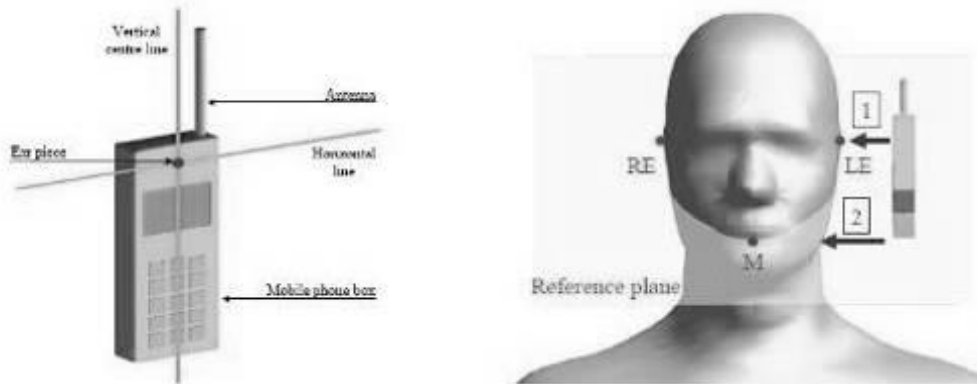 Vertical
centre line
Antenna
Ear piece
Horizontal
line
Mobile phone box
1
RE
LE
2
M
Reference plane